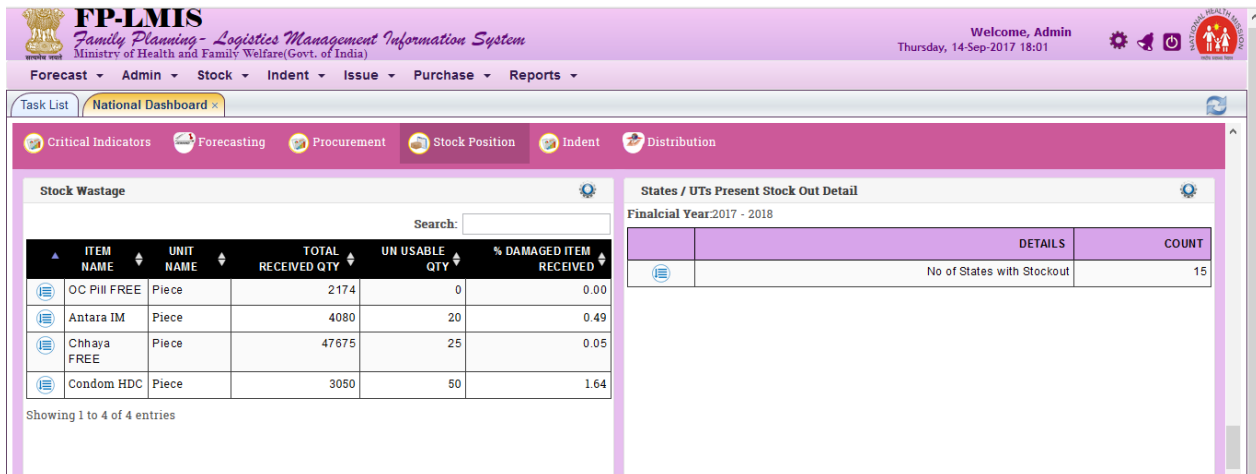 FP-LMIS
Family Planning- Logistics Management Information System
Ministry of Health and Family Welfare(Govt. of India)
सत्यमेव जयते
Welcome, Admin
Thursday, 14-Sep-2017 18:01
NATIONAL HEALTH MISSION
Forecast Admin Stock Indent Issue Purchase Reports
Task List National Dashboard ×
Critical Indicators Forecasting Procurement Stock Position Indent Distribution
Stock Wastage
Search:
ITEM NAME UNIT NAME TOTAL RECEIVED QTY UN USABLE QTY % DAMAGED ITEM RECEIVED
OC Pill FREE Piece 2174 0 0.00
Antara IM Piece 4080 20 0.49
Chhaya FREE Piece 47675 25 0.05
Condom HDC Piece 3050 50 1.64
Showing 1 to 4 of 4 entries
States / UTs Present Stock Out Detail
Finalcial Year:2017 - 2018
DETAILS COUNT
No of States with Stockout 15